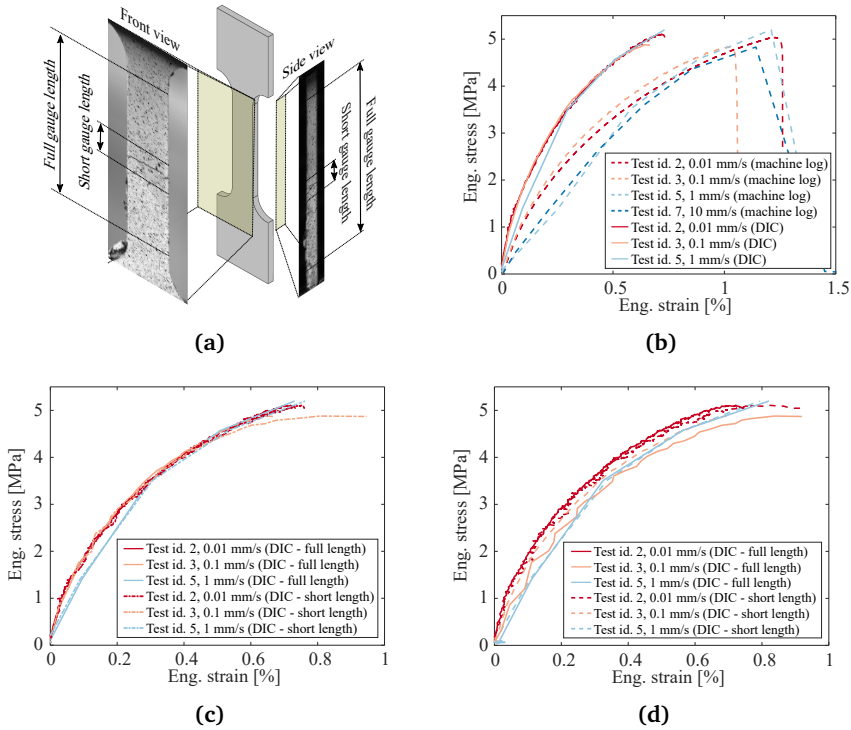 Front view
Full gauge length
Short gauge length
Side view
Short gauge length
Full gauge length
(a)
Eng. stress [MPa]
5
4
3
2
1
0
0
0.5
1
1.5
Eng. strain [%]
Test id. 2, 0.01 mm/s (machine log)
Test id. 3, 0.1 mm/s (machine log)
Test id. 5, 1 mm/s (machine log)
Test id. 7, 10 mm/s (machine log)
Test id. 2, 0.01 mm/s (DIC)
Test id. 3, 0.1 mm/s (DIC)
Test id. 5, 1 mm/s (DIC)
(b)
Eng. stress [MPa]
5
4
3
2
1
0
0
0.2
0.4
0.6
0.8
1
Eng. strain [%]
Test id. 2, 0.01 mm/s (DIC - full length)
Test id. 3, 0.1 mm/s (DIC - full length)
Test id. 5, 1 mm/s (DIC - full length)
Test id. 2, 0.01 mm/s (DIC - short length)
Test id. 3, 0.1 mm/s (DIC - short length)
Test id. 5, 1 mm/s (DIC - short length)
(c)
Eng. stress [MPa]
5
4
3
2
1
0
0
0.2
0.4
0.6
0.8
1
Eng. strain [%]
Test id. 2, 0.01 mm/s (DIC - full length)
Test id. 3, 0.1 mm/s (DIC - full length)
Test id. 5, 1 mm/s (DIC - full length)
Test id. 2, 0.01 mm/s (DIC - short length)
Test id. 3, 0.1 mm/s (DIC - short length)
Test id. 5, 1 mm/s (DIC - short length)
(d)